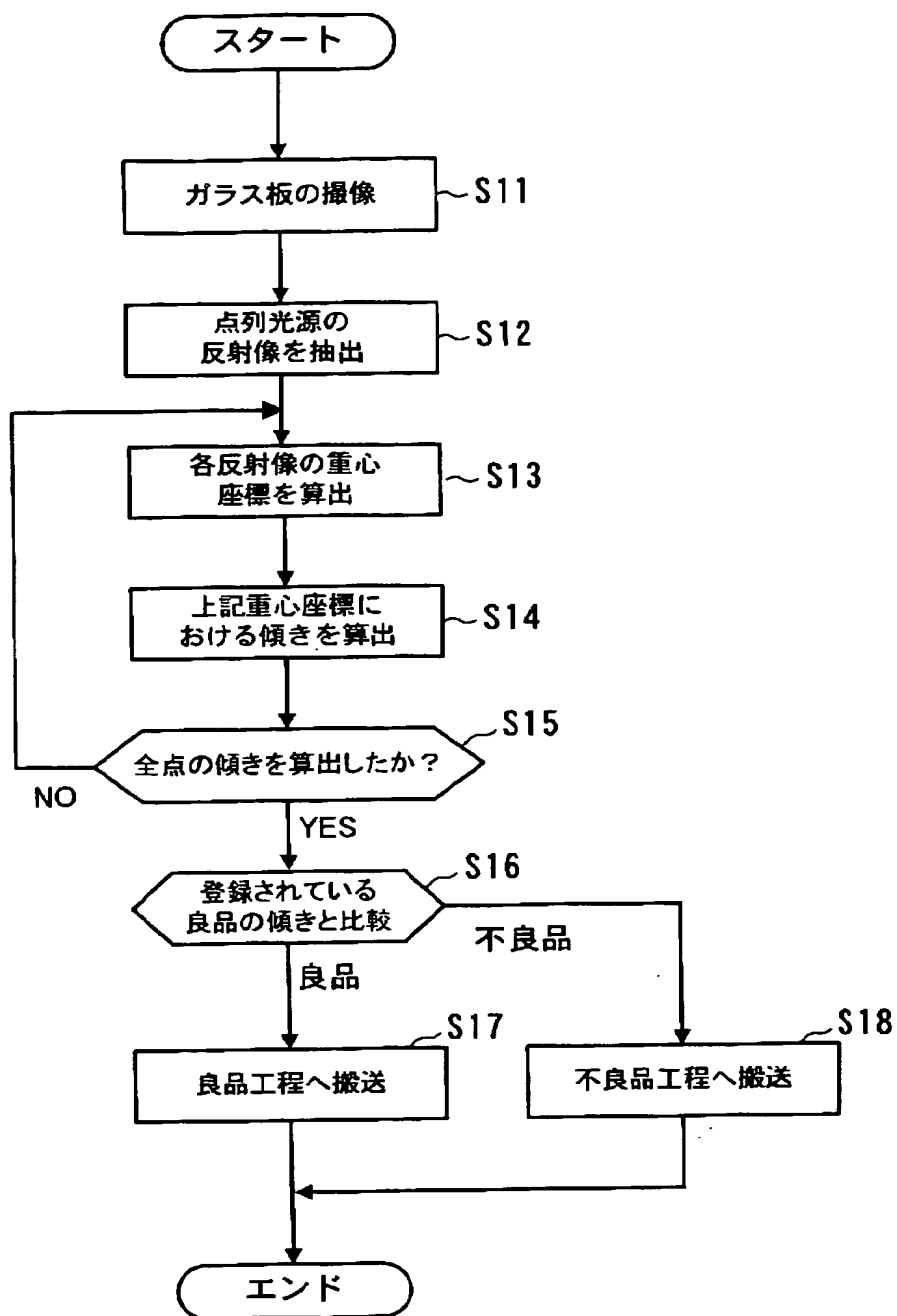 スタート
ガラス板の撮像
S11
点列光源の
反射像を抽出
S12
各反射像の重心
座標を算出
S13
上記重心座標に
おける傾きを算出
S14
全点の傾きを算出したか？
S15
NO
YES
登録されている
良品の傾きと比較
S16
不良品
良品
良品工程へ搬送
S17
不良品工程へ搬送
S18
エンド